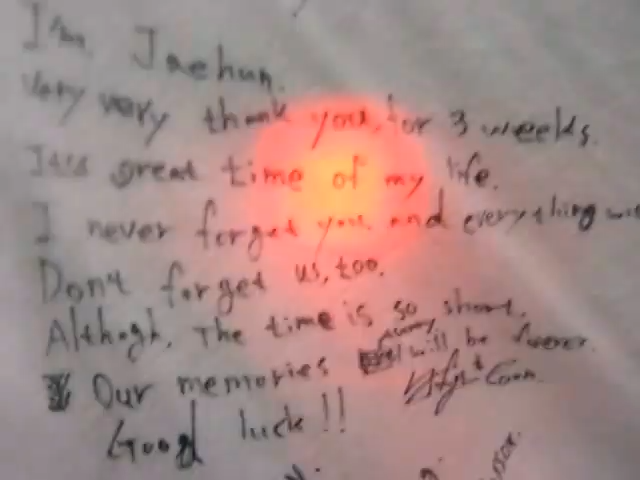 I'm Jaehun.
Very very thank you, for 3 weeks.
It's great time of my life.
I never forget you and everything
Don't forget us, too.
Althogh, The time is so short,
Our memories will be forever.
Good luck!!